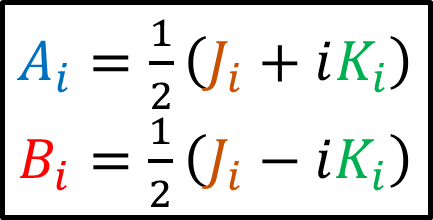 A_i = 1/2 (J_i + iK_i)
B_i = 1/2 (J_i − iK_i)